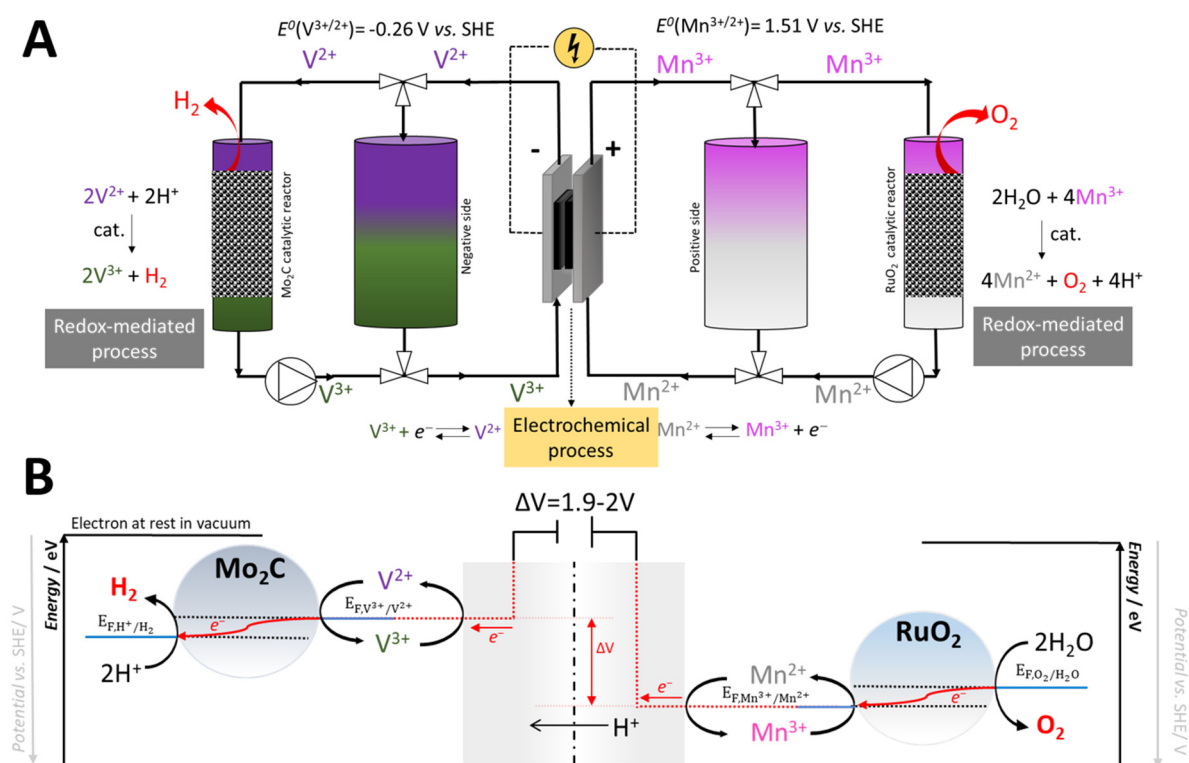 A
E⁰(V³⁺/²⁺)= -0.26 V vs. SHE
E⁰(Mn³⁺/²⁺)= 1.51 V vs. SHE
V²⁺
V²⁺
Mn³⁺
Mn³⁺
H₂
O₂
-
+
2V²⁺ + 2H⁺
cat.
2V³⁺ + H₂
Redox-mediated
process
Mo₂C catalytic reactor
Negative side
Positive side
RuO₂ catalytic reactor
2H₂O + 4Mn³⁺
cat.
4Mn²⁺ + O₂ + 4H⁺
Redox-mediated
process
V³⁺
V³⁺
Mn²⁺
Mn²⁺
V³⁺ + e⁻ ⇌ V²⁺
Electrochemical
process
Mn²⁺ ⇌ Mn³⁺ + e⁻
B
ΔV=1.9-2V
Electron at rest in vacuum
Potential vs. SHE/ V
Energy / eV
Mo₂C
H₂
E_F,H⁺/H₂
2H⁺
e⁻
V²⁺
E_F,V³⁺/V²⁺
V³⁺
e⁻
ΔV
H⁺
e⁻
Mn²⁺
E_F,Mn³⁺/Mn²⁺
Mn³⁺
RuO₂
e⁻
2H₂O
E_F,O₂/H₂O
O₂
Energy / eV
Potential vs. SHE/ V